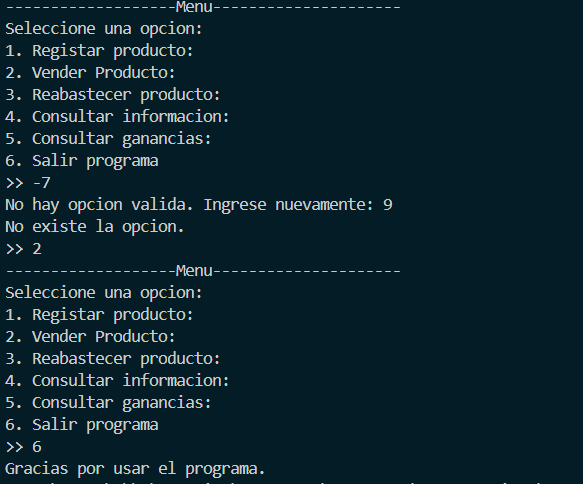 -------------------Menu---------------------
Seleccione una opcion:
1. Registar producto:
2. Vender Producto:
3. Reabastecer producto:
4. Consultar informacion:
5. Consultar ganancias:
6. Salir programa
>> -7
No hay opcion valida. Ingrese nuevamente: 9
No existe la opcion.
>> 2
-------------------Menu---------------------
Seleccione una opcion:
1. Registar producto:
2. Vender Producto:
3. Reabastecer producto:
4. Consultar informacion:
5. Consultar ganancias:
6. Salir programa
>> 6
Gracias por usar el programa.